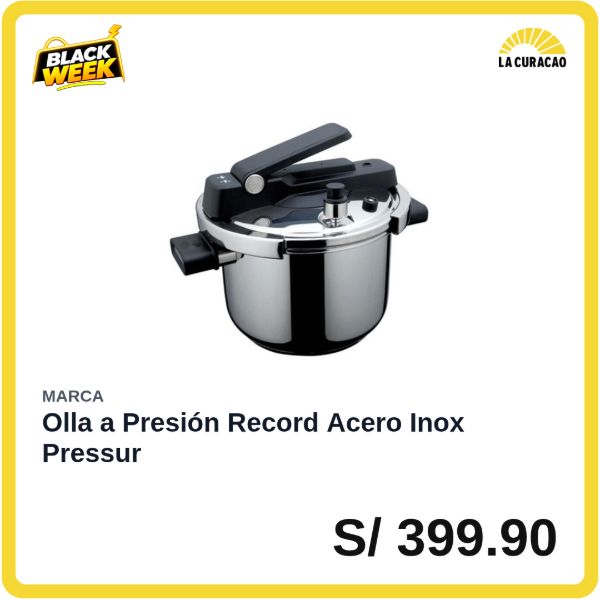 BLACK
WEEK
LA CURACAO
MARCA
Olla a Presión Record Acero Inox
Pressur
S/ 399.90